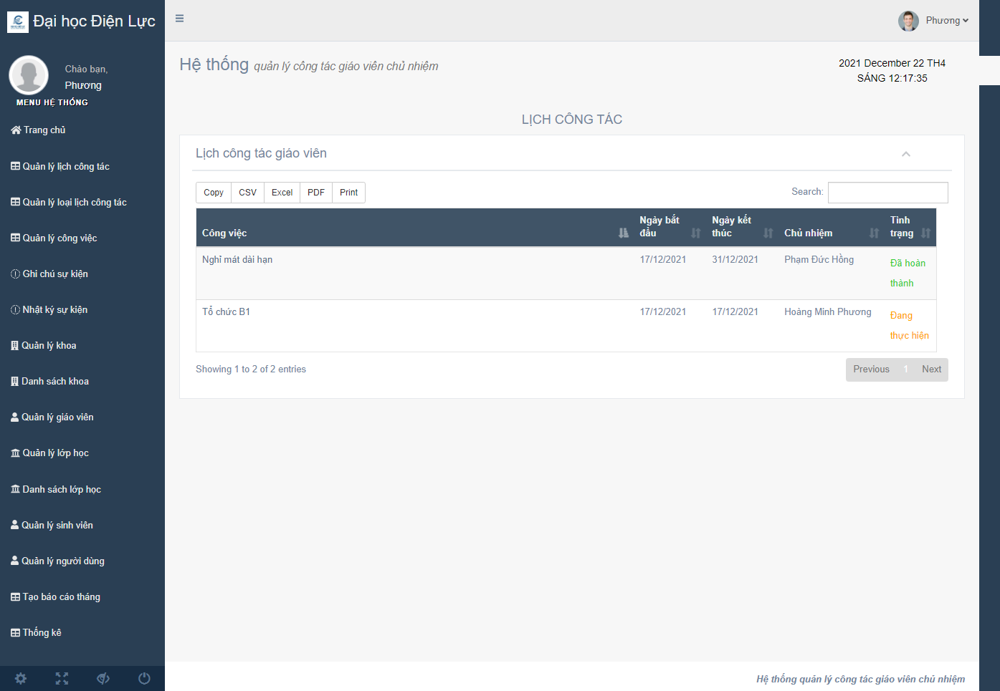 Đại học Điện Lực
Chào bạn,
Phương
MENU HỆ THỐNG
Trang chủ
Quản lý lịch công tác
Quản lý loại lịch công tác
Quản lý công việc
Ghi chú sự kiện
Nhật ký sự kiện
Quản lý khoa
Danh sách khoa
Quản lý giáo viên
Quản lý lớp học
Danh sách lớp học
Quản lý sinh viên
Quản lý người dùng
Tạo báo cáo tháng
Thống kê
Phương
Hệ thống quản lý công tác giáo viên chủ nhiệm
2021 December 22 TH4
SÁNG 12:17:35
LỊCH CÔNG TÁC
Lịch công tác giáo viên
Copy CSV Excel PDF Print
Search:
Công việc Ngày bắt đầu Ngày kết thúc Chủ nhiệm Tình trạng
Nghỉ mát dài hạn 17/12/2021 31/12/2021 Phạm Đức Hồng Đã hoàn thành
Tổ chức B1 17/12/2021 17/12/2021 Hoàng Minh Phương Đang thực hiện
Showing 1 to 2 of 2 entries
Previous 1 Next
Hệ thống quản lý công tác giáo viên chủ nhiệm